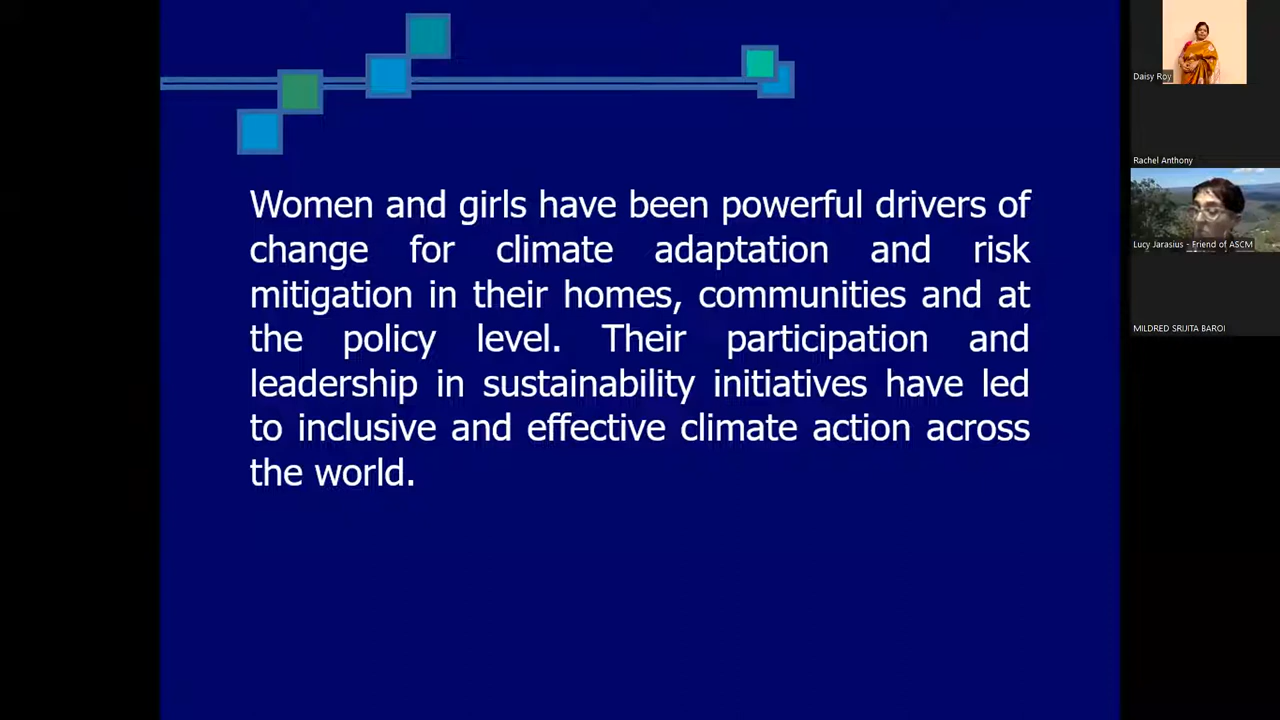 Women and girls have been powerful drivers of
change for climate adaptation and risk
mitigation in their homes, communities and at
the policy level. Their participation and
leadership in sustainability initiatives have led
to inclusive and effective climate action across
the world.
Daisy Roy
Rachel Anthony
Lucy Jarasius - Friend of ASCM
MILDRED SRIJITA BAROI